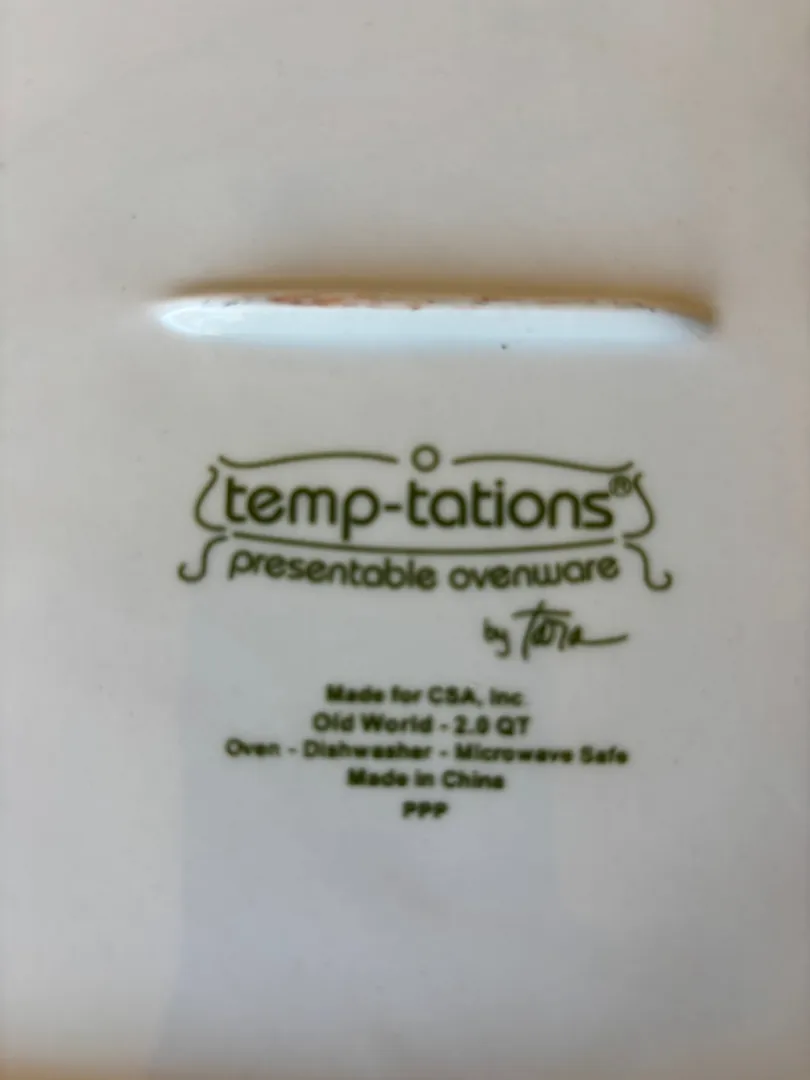 temp-tations®
presentable ovenware
by Tara
Made for CSA, Inc
Old World - 2.0 QT
Oven - Dishwasher - Microwave Safe
Made in China
PPP